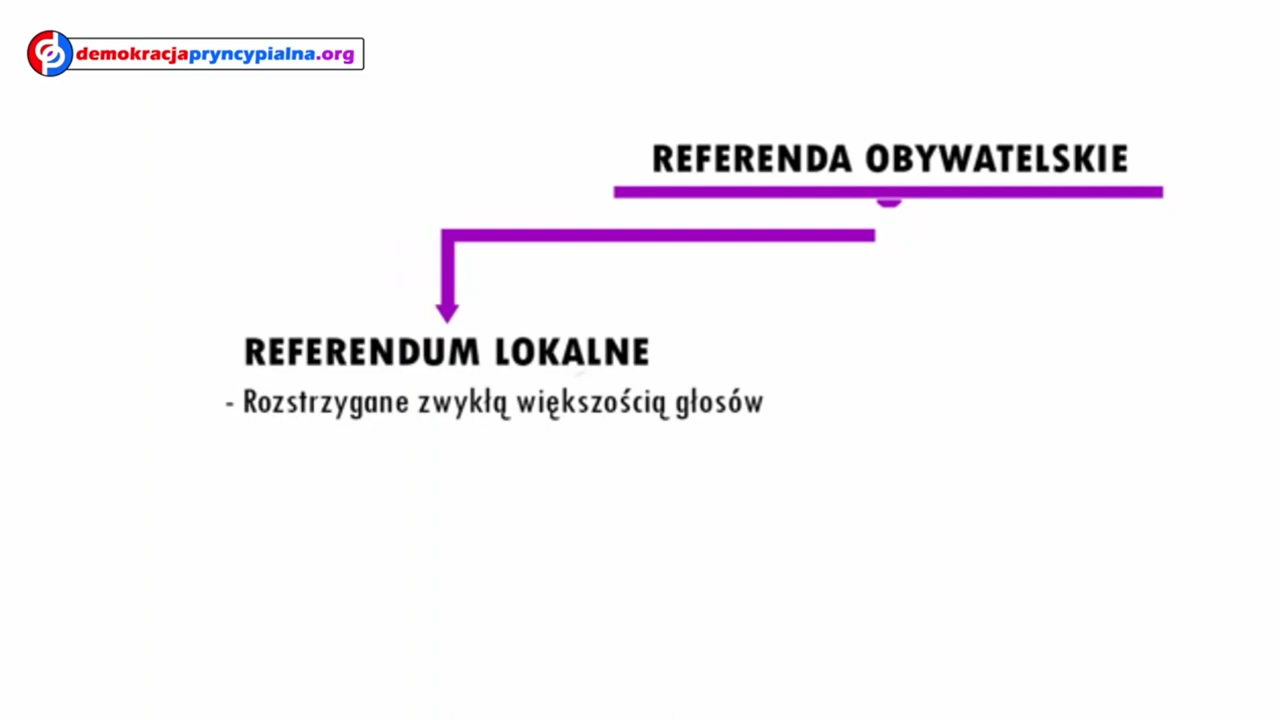 demokracjapryncypialna.org
REFERENDA OBYWATELSKIE
REFERENDUM LOKALNE
- Rozstrzygane zwykłą większością głosów